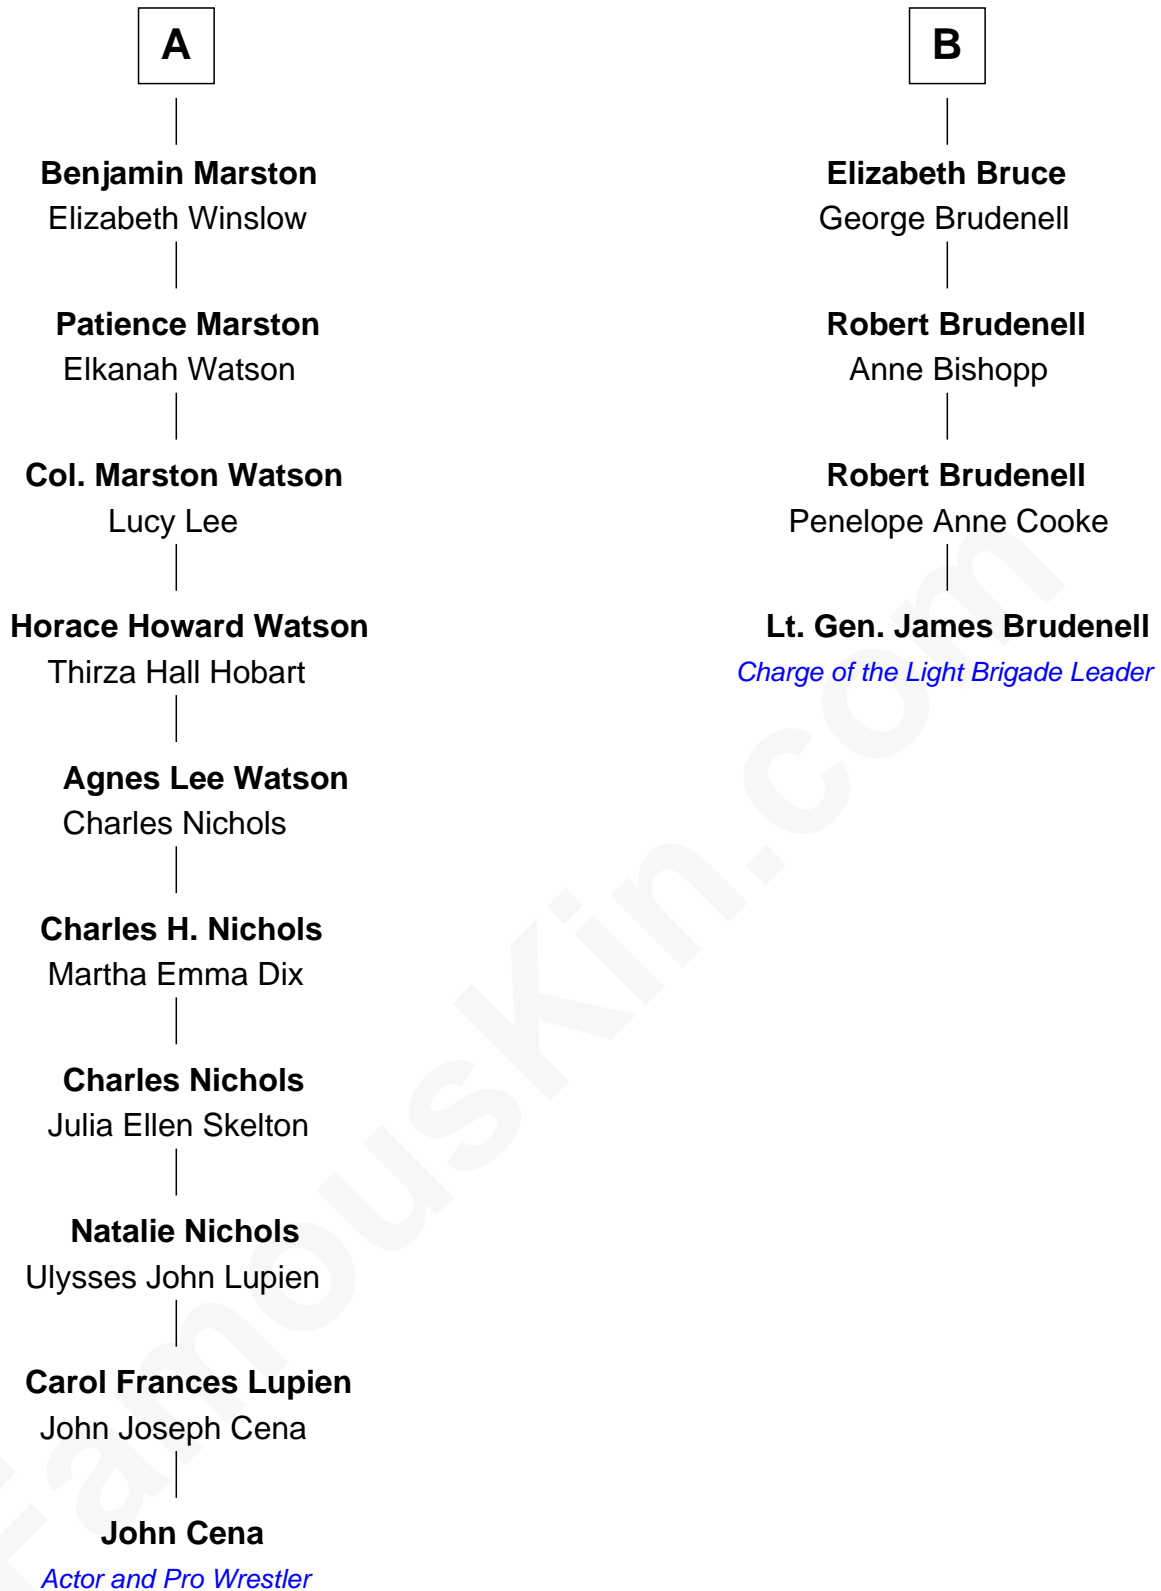 A
Benjamin Marston
Elizabeth Winslow
Patience Marston
Elkanah Watson
Col. Marston Watson
Lucy Lee
Horace Howard Watson
Thirza Hall Hobart
Agnes Lee Watson
Charles Nichols
Charles H. Nichols
Martha Emma Dix
Charles Nichols
Julia Ellen Skelton
Natalie Nichols
Ulysses John Lupien
Carol Frances Lupien
John Joseph Cena
John Cena
Actor and Pro Wrestler
B
Elizabeth Bruce
George Brudenell
Robert Brudenell
Anne Bishopp
Robert Brudenell
Penelope Anne Cooke
Lt. Gen. James Brudenell
Charge of the Light Brigade Leader
FamousKin.com